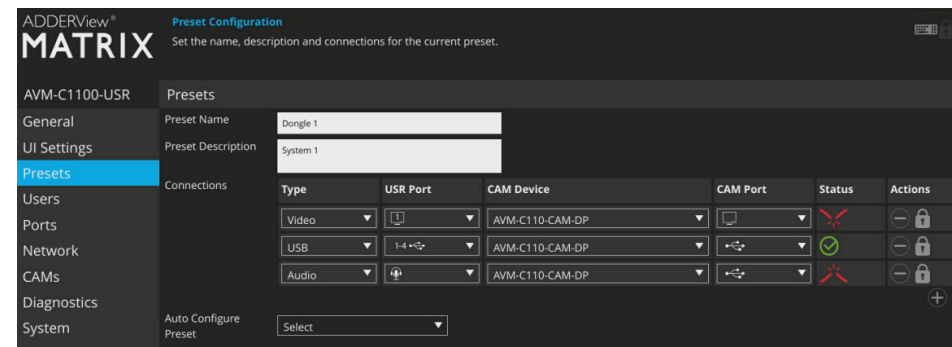 ADDERView®
MATRIX
Preset Configuration
Set the name, description and connections for the current preset.
AVM-C1100-USR
Presets
General
UI Settings
Presets
Users
Ports
Network
CAMs
Diagnostics
System
Preset Name
Dongle 1
Preset Description
System 1
Connections
Type USR Port CAM Device CAM Port Status Actions
Video 1 AVM-C110-CAM-DP
USB 1-4 AVM-C110-CAM-DP
Audio AVM-C110-CAM-DP
Auto Configure
Preset
Select